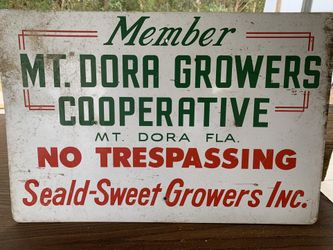 Member
MT. DORA GROWERS
COOPERATIVE
MT. DORA FLA.
NO TRESPASSING
Seald-Sweet Growers Inc.